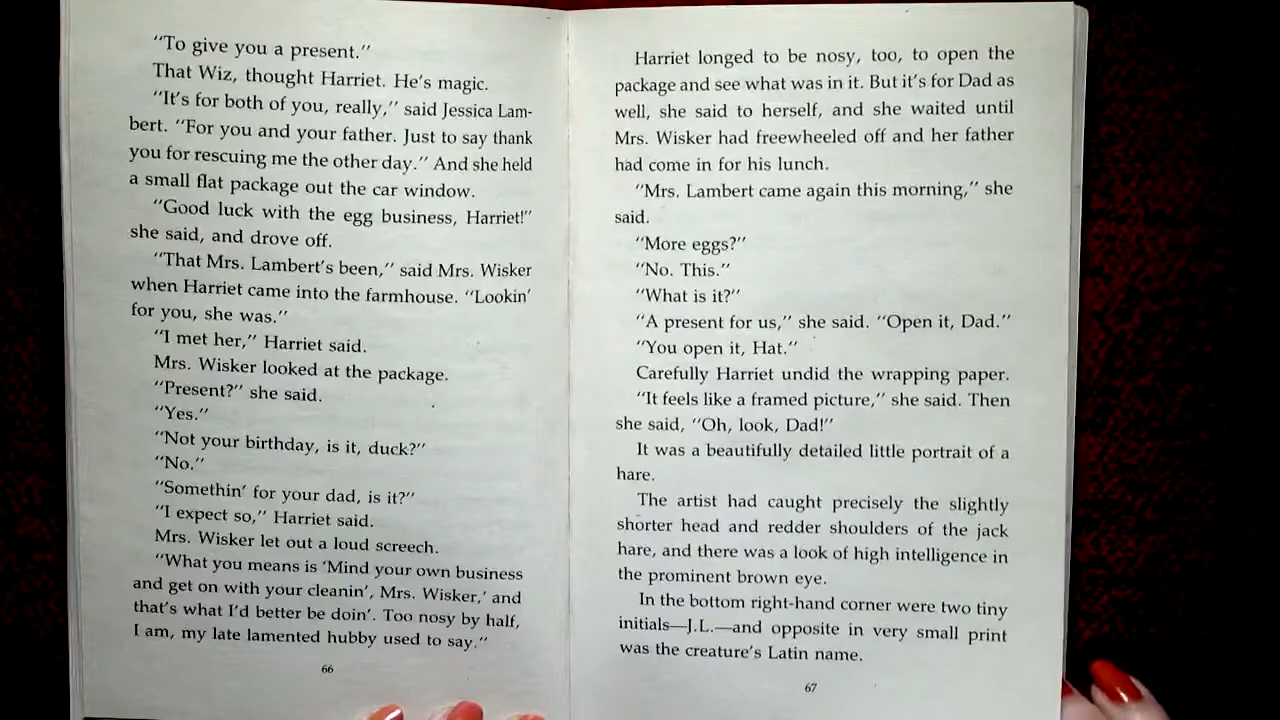 “To give you a present.”
That Wiz, thought Harriet. He’s magic.
“It’s for both of you, really,” said Jessica Lam-
bert. “For you and your father. Just to say thank
you for rescuing me the other day.” And she held
a small flat package out the car window.
“Good luck with the egg business, Harriet!”
she said, and drove off.
“That Mrs. Lambert’s been,” said Mrs. Wisker
when Harriet came into the farmhouse. “Lookin’
for you, she was.”
“I met her,” Harriet said.
Mrs. Wisker looked at the package.
“Present?” she said.
“Yes.”
“Not your birthday, is it, duck?”
“No.”
“Somethin’ for your dad, is it?”
“I expect so,” Harriet said.
Mrs. Wisker let out a loud screech.
“What you means is ‘Mind your own business
and get on with your cleanin’, Mrs. Wisker,’ and
that’s what I’d better be doin’. Too nosy by half,
I am, my late lamented hubby used to say.”
66
Harriet longed to be nosy, too, to open the
package and see what was in it. But it’s for Dad as
well, she said to herself, and she waited until
Mrs. Wisker had freewheeled off and her father
had come in for his lunch.
“Mrs. Lambert came again this morning,” she
said.
“More eggs?”
“No. This.”
“What is it?”
“A present for us,” she said. “Open it, Dad.”
“You open it, Hat.”
Carefully Harriet undid the wrapping paper.
“It feels like a framed picture,” she said. Then
she said, “Oh, look, Dad!”
It was a beautifully detailed little portrait of a
hare.
The artist had caught precisely the slightly
shorter head and redder shoulders of the jack
hare, and there was a look of high intelligence in
the prominent brown eye.
In the bottom right-hand corner were two tiny
initials—J.L.—and opposite in very small print
was the creature’s Latin name.
67